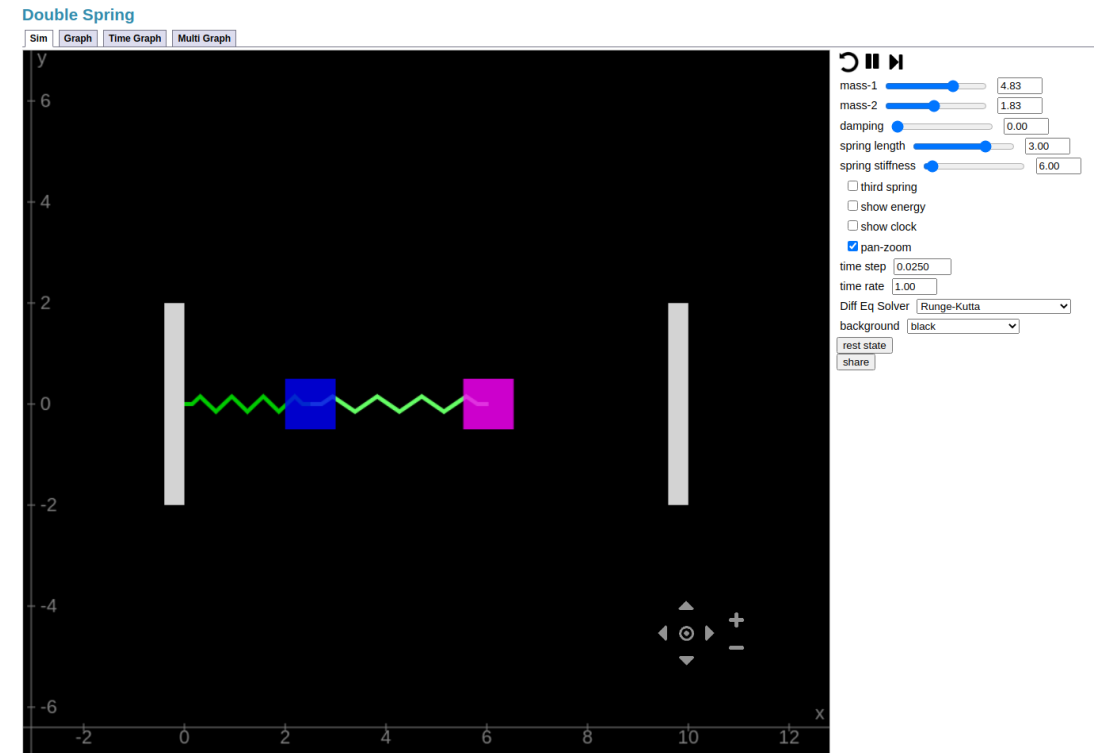 Double Spring
Sim Graph Time Graph Multi Graph
y
6
4
2
0
-2
-4
-6
x
-2 0 2 4 6 8 10 12
mass-1 4.83
mass-2 1.83
damping 0.00
spring length 3.00
spring stiffness 6.00
third spring
show energy
show clock
pan-zoom
time step 0.0250
time rate 1.00
Diff Eq Solver Runge-Kutta
background black
rest state
share